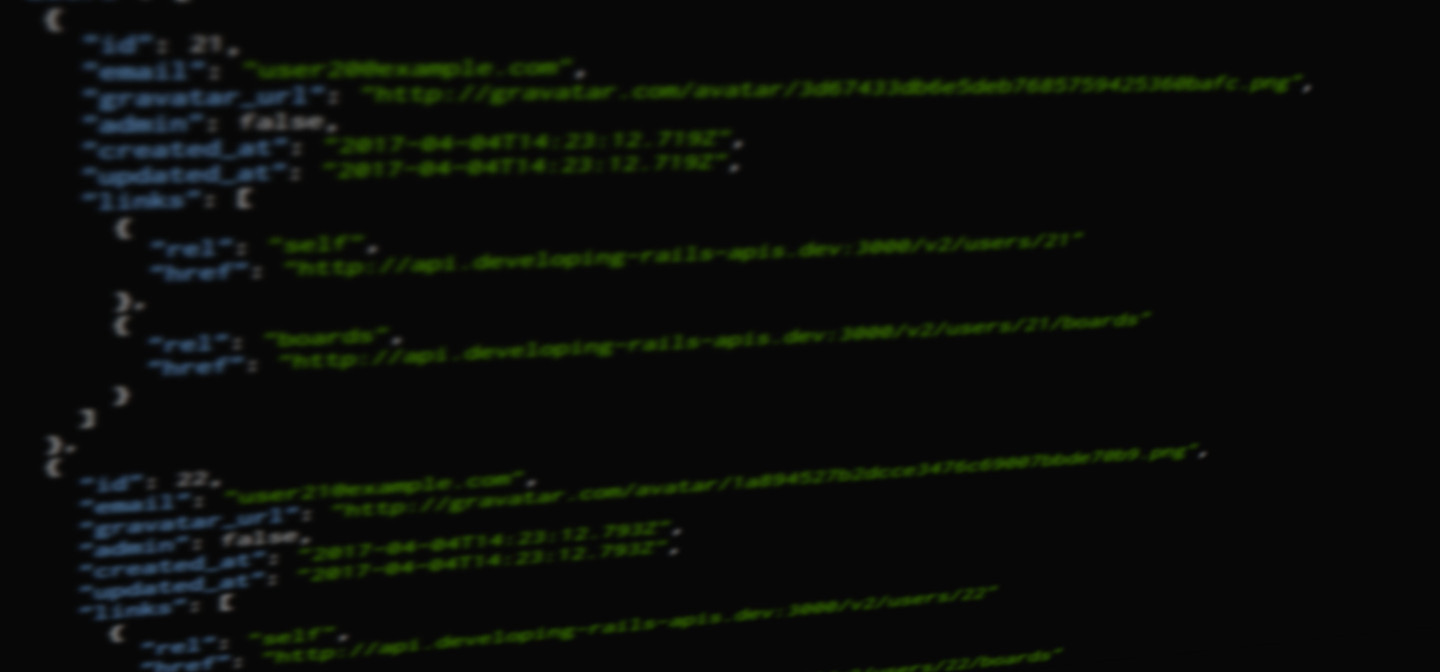 {
"id": 21,
"email": "user20@example.com",
"gravatar_url": "http://gravatar.com/avatar/3d67433db6e5deb7685759425360bafc.png",
"admin": false,
"created_at": "2017-04-04T14:23:12.719Z",
"updated_at": "2017-04-04T14:23:12.719Z",
"links": [
{
"rel": "self",
"href": "http://api.developing-rails-apis.dev:3000/v2/users/21"
},
{
"rel": "boards",
"href": "http://api.developing-rails-apis.dev:3000/v2/users/21/boards"
}
]
},
{
"id": 22,
"email": "user21@example.com",
"gravatar_url": "http://gravatar.com/avatar/1a894527b2dcce3476c69007bbde70b9.png",
"admin": false,
"created_at": "2017-04-04T14:23:12.793Z",
"updated_at": "2017-04-04T14:23:12.793Z",
"links": [
{
"rel": "self",
"href": "http://api.developing-rails-apis.dev:3000/v2/users/22"
/users/22/boards"